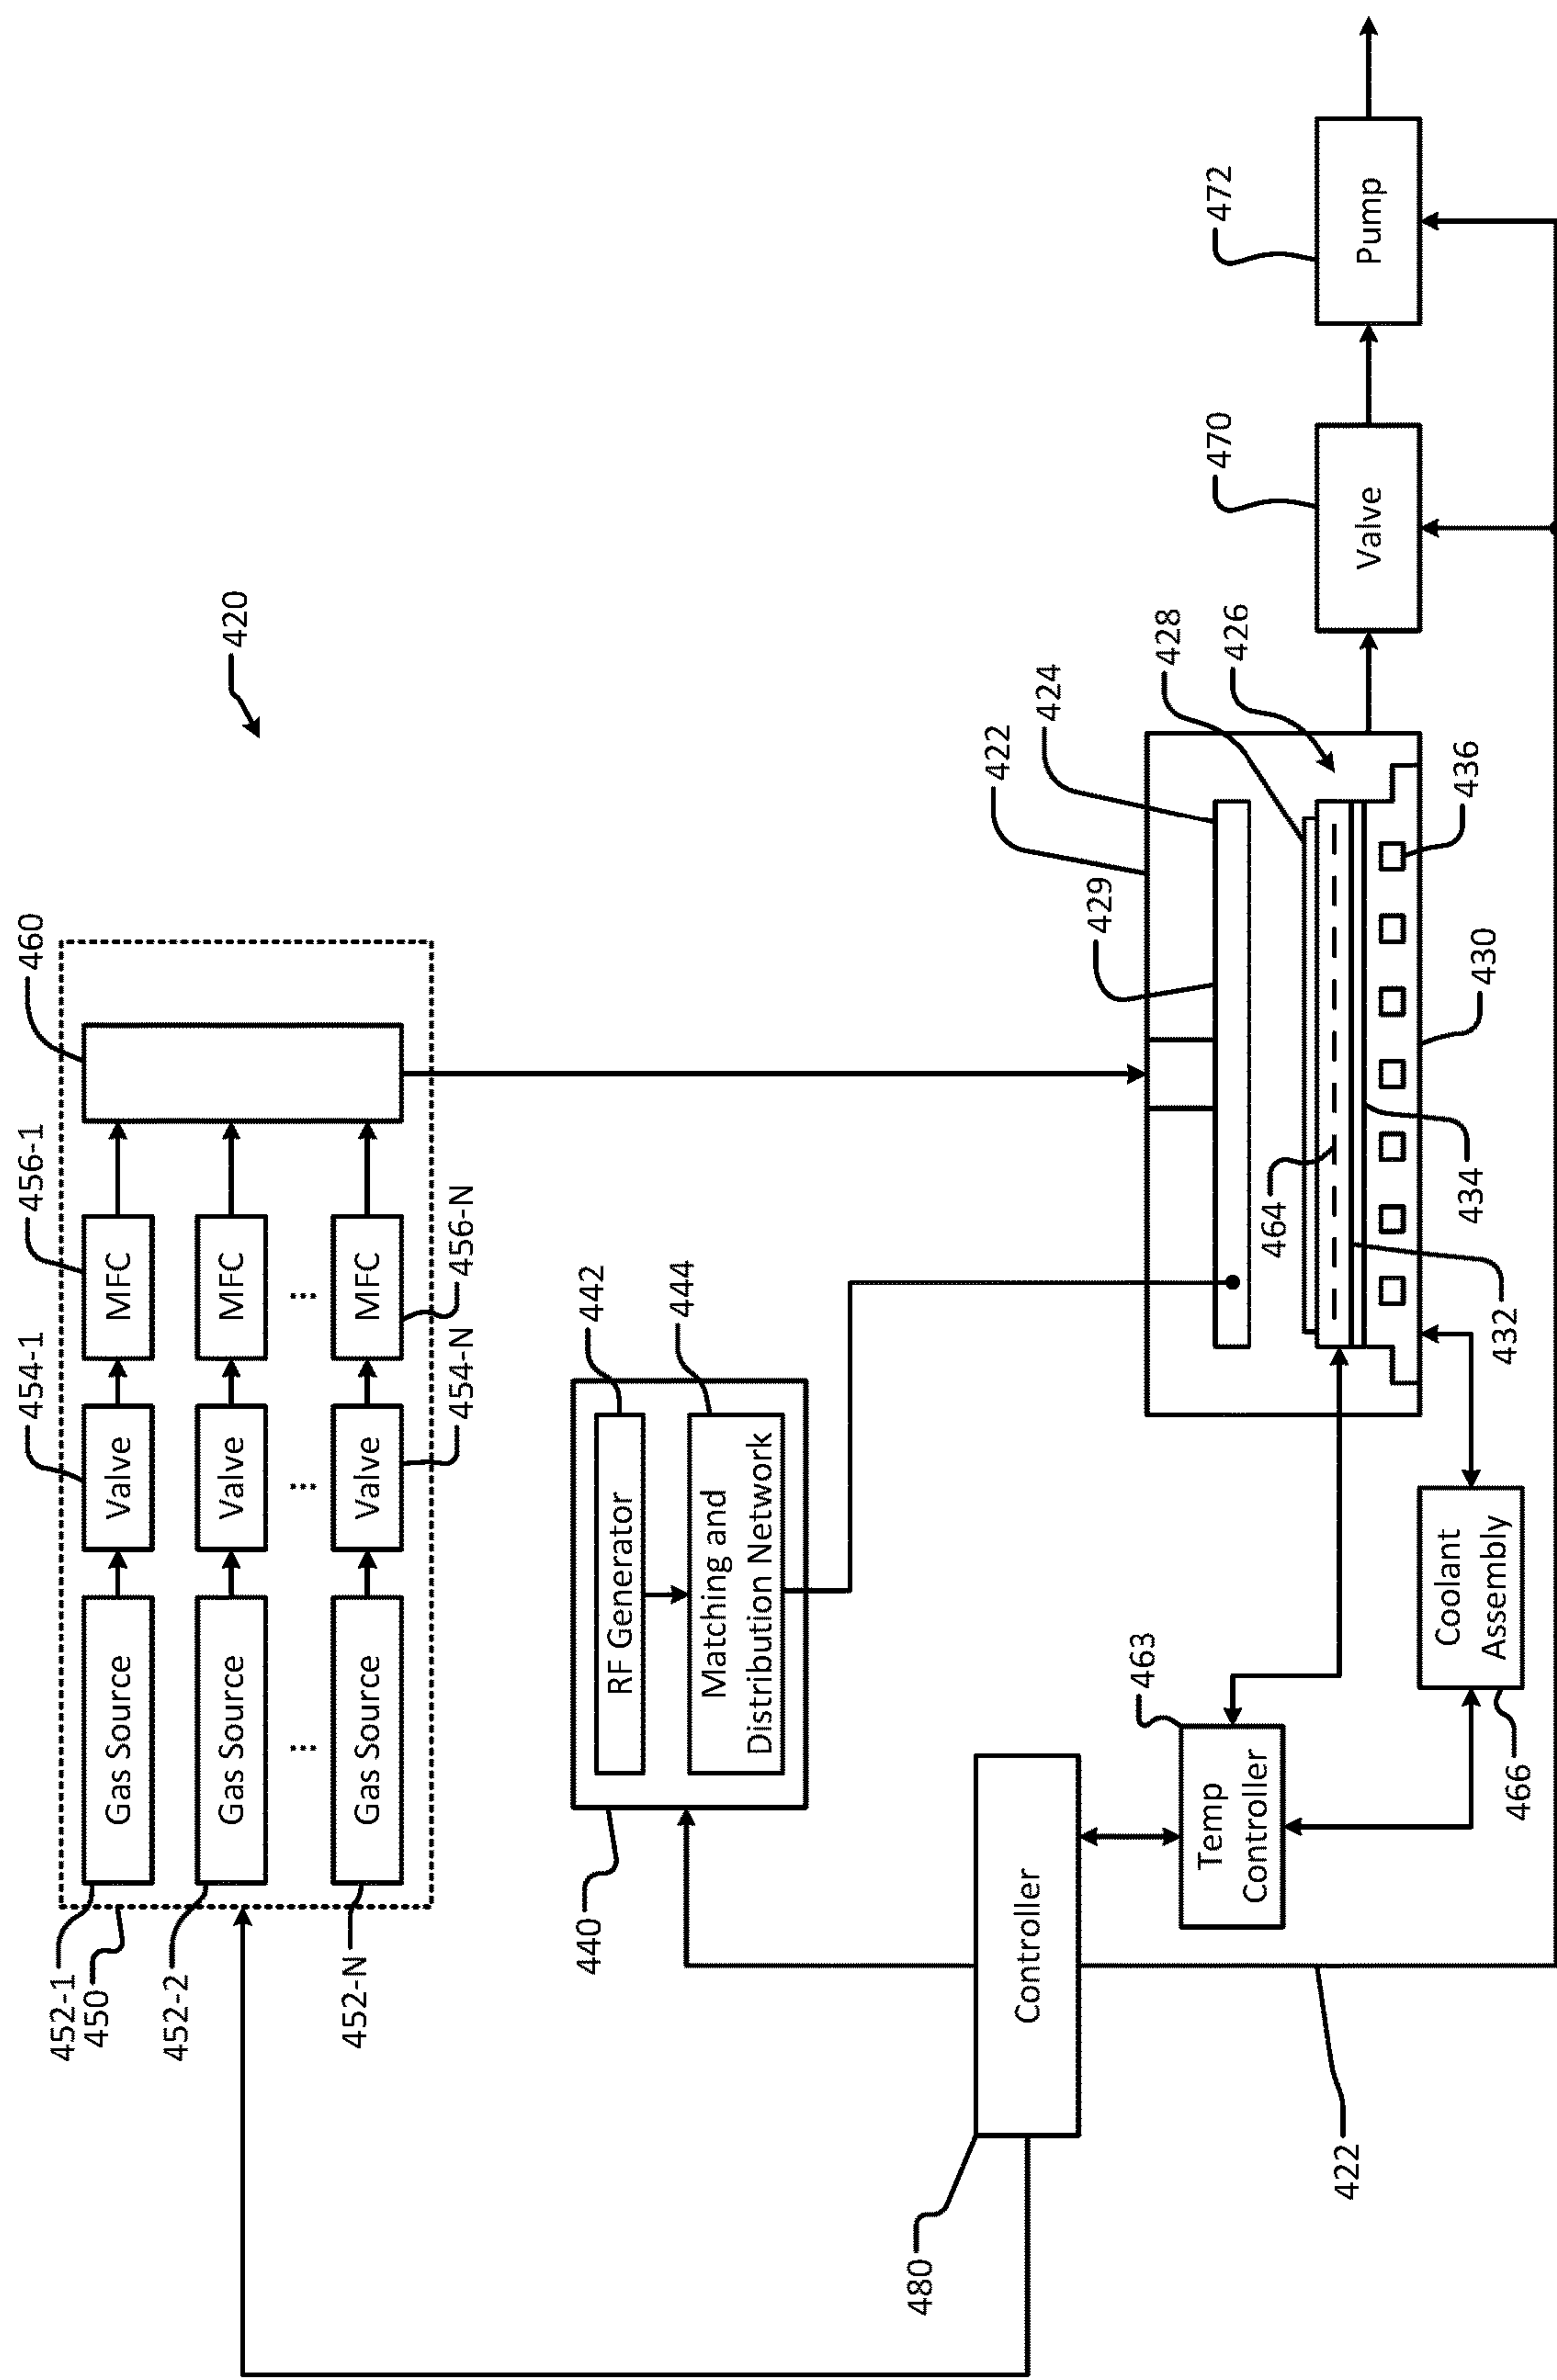 420
452-1
450
452-2
452-N
454-1
456-1
460
Gas Source
Valve
MFC
Gas Source
Valve
MFC
...
...
...
Gas Source
Valve
MFC
454-N
456-N
440
442
RF Generator
444
Matching and
Distribution Network
480
Controller
463
Temp
Controller
466
Coolant
Assembly
422
429
422
424
428
426
464
432
434
430
436
470
Valve
472
Pump